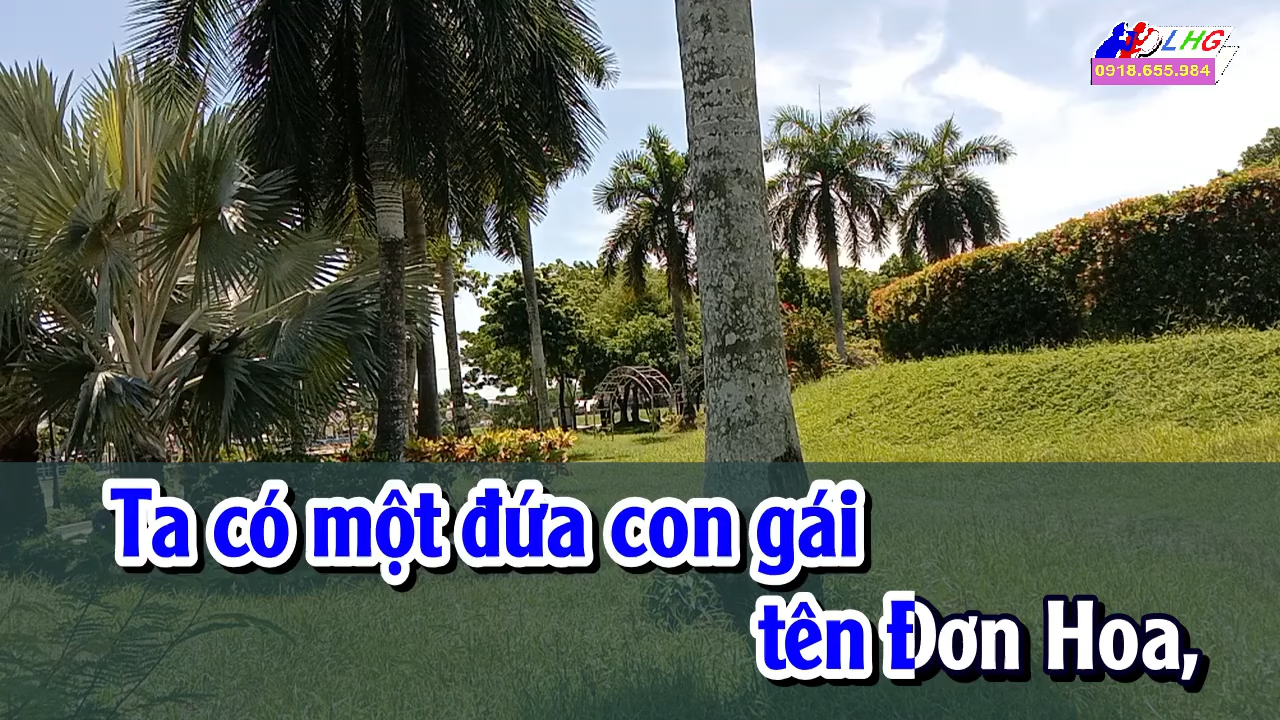 LHG
0918.655.984
Ta có một đứa con gái
tên Đơn Hoa,